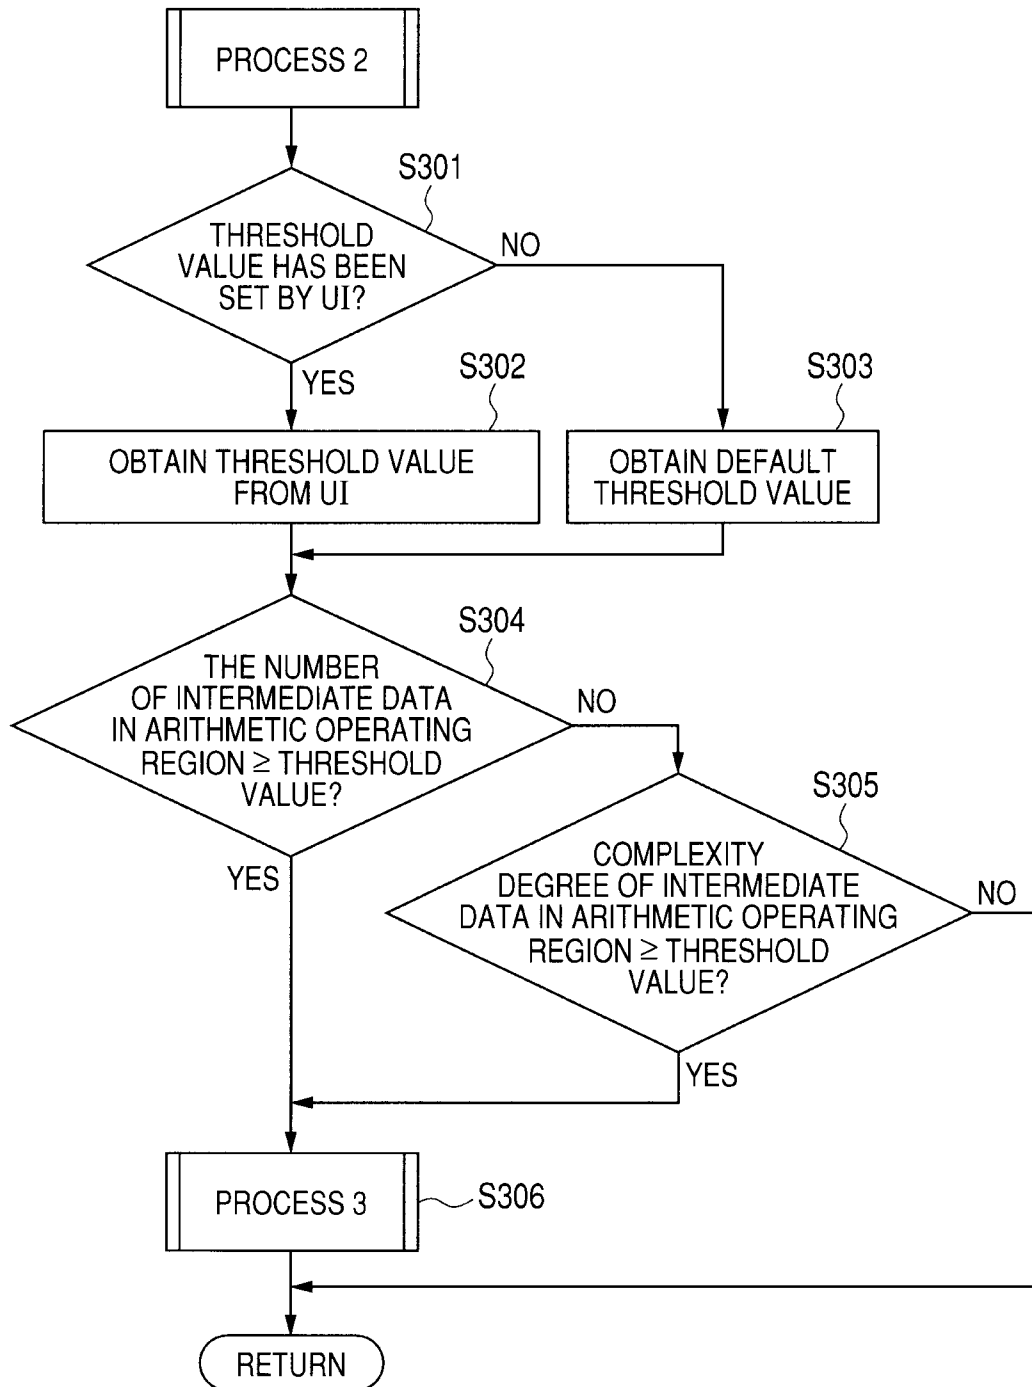 PROCESS 2
S301
THRESHOLD
VALUE HAS BEEN
SET BY UI?
NO
YES
S302
S303
OBTAIN THRESHOLD VALUE
FROM UI
OBTAIN DEFAULT
THRESHOLD VALUE
S304
THE NUMBER
OF INTERMEDIATE DATA
IN ARITHMETIC OPERATING
REGION ≥ THRESHOLD
VALUE?
NO
YES
S305
COMPLEXITY
DEGREE OF INTERMEDIATE
DATA IN ARITHMETIC OPERATING
REGION ≥ THRESHOLD
VALUE?
NO
YES
PROCESS 3
S306
RETURN